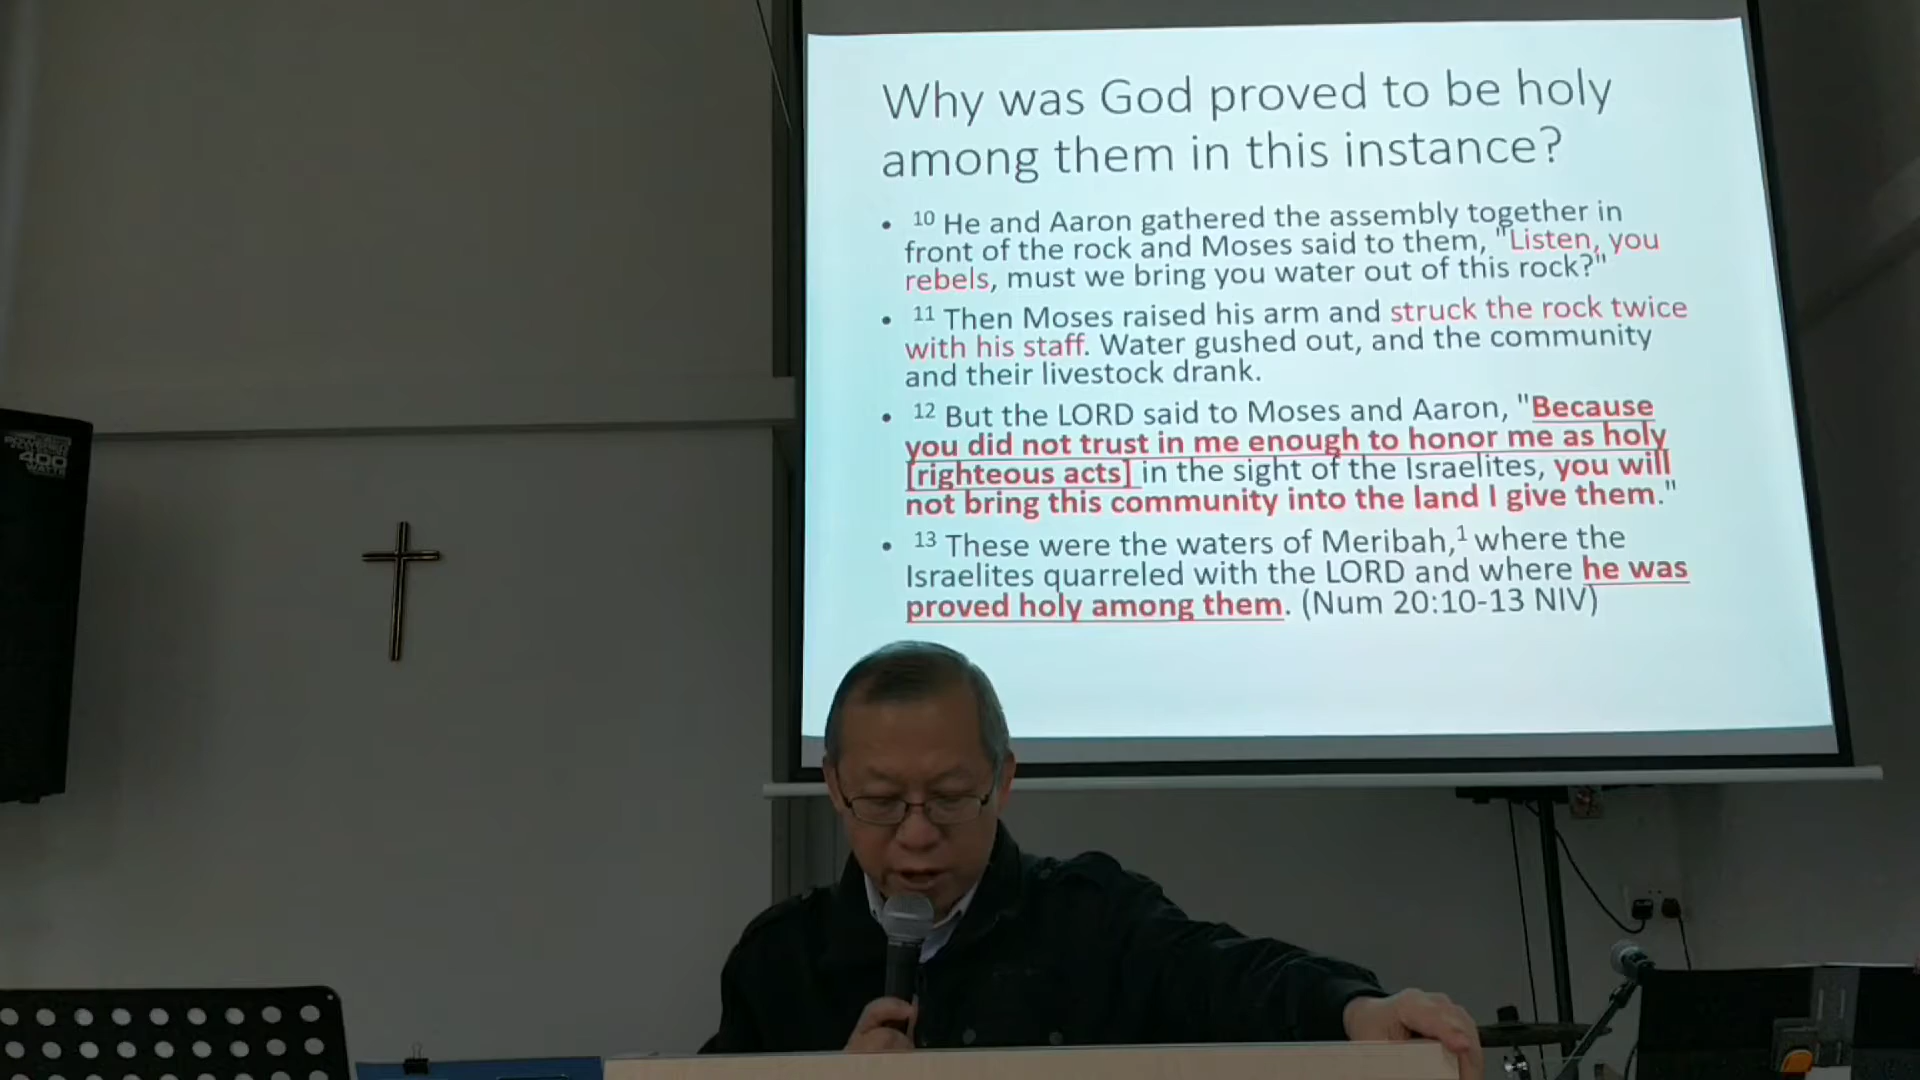 Why was God proved to be holy
among them in this instance?
• 10 He and Aaron gathered the assembly together in
front of the rock and Moses said to them, "Listen, you
rebels, must we bring you water out of this rock?"
• 11 Then Moses raised his arm and struck the rock twice
with his staff. Water gushed out, and the community
and their livestock drank.
• 12 But the LORD said to Moses and Aaron, "Because
you did not trust in me enough to honor me as holy
[righteous acts] in the sight of the Israelites, you will
not bring this community into the land I give them."
• 13 These were the waters of Meribah,1 where the
Israelites quarreled with the LORD and where he was
proved holy among them. (Num 20:10-13 NIV)
400
WATTS